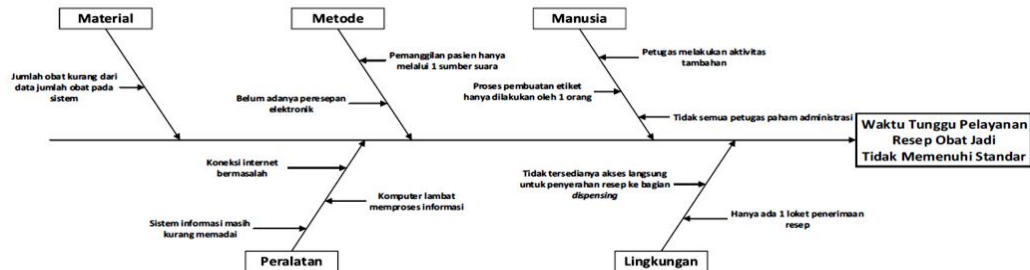 Material
Metode
Manusia
Pemanggilan pasien hanya
melalui 1 sumber suara
Petugas melakukan aktivitas
tambahan
Jumlah obat kurang dari
data jumlah obat pada
sistem
Belum adanya peresepan
elektronik
Proses pembuatan etiket
hanya dilakukan oleh 1 orang
Tidak semua petugas paham administrasi
Waktu Tunggu Pelayanan
Resep Obat Jadi
Tidak Memenuhi Standar
Koneksi internet
bermasalah
Komputer lambat
memproses informasi
Sistem informasi masih
kurang memadai
Tidak tersedianya akses langsung
untuk penyerahan resep ke bagian
dispensing
Hanya ada 1 loket penerimaan
resep
Peralatan
Lingkungan